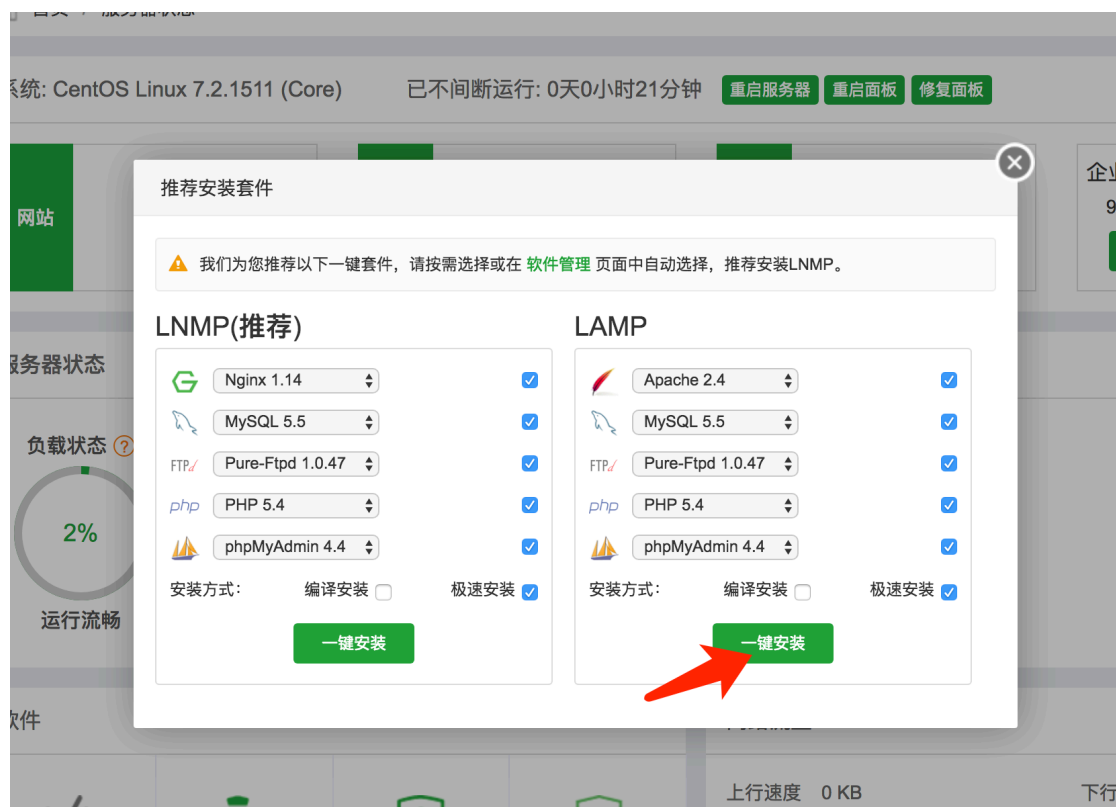 首页 / 服务器状态
系统: CentOS Linux 7.2.1511 (Core)
已不间断运行: 0天0小时21分钟
重启服务器
重启面板
修复面板
网站
企业
9
推荐安装套件
我们为您推荐以下一键套件，请按需选择或在 软件管理 页面中自动选择，推荐安装LNMP。
LNMP(推荐)
Nginx 1.14
MySQL 5.5
FTPd Pure-Ftpd 1.0.47
php PHP 5.4
phpMyAdmin 4.4
安装方式: 编译安装 极速安装
一键安装
LAMP
Apache 2.4
MySQL 5.5
FTPd Pure-Ftpd 1.0.47
php PHP 5.4
phpMyAdmin 4.4
安装方式: 编译安装 极速安装
一键安装
服务器状态
负载状态 ?
2%
运行流畅
软件
上行速度 0 KB
下行